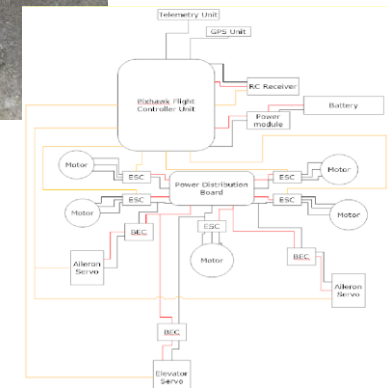 Telemetry Unit
GPS Unit
Pixhawk Flight
Controller Unit
RC Receiver
Battery
Power
module
Motor
ESC
Power Distribution
Board
ESC
Motor
Motor
ESC
ESC
Motor
BEC
ESC
Motor
BEC
Aileron
Servo
Aileron
Servo
BEC
Elevator
Servo